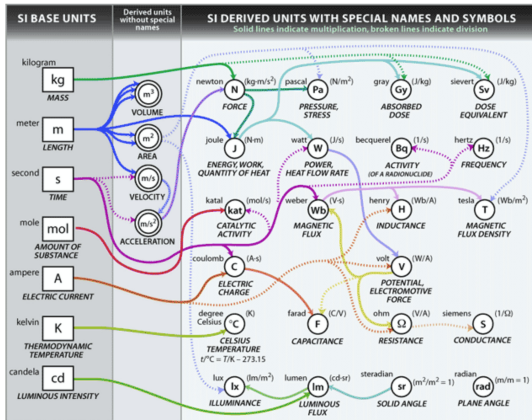 SI BASE UNITS
Derived units
without special
names
SI DERIVED UNITS WITH SPECIAL NAMES AND SYMBOLS
Solid lines indicate multiplication, broken lines indicate division
kilogram
kg
MASS
meter
m
LENGTH
second
s
TIME
mole
mol
AMOUNT OF
SUBSTANCE
ampere
A
ELECTRIC CURRENT
kelvin
K
THERMODYNAMIC
TEMPERATURE
candela
cd
LUMINOUS INTENSITY
m³
VOLUME
m²
AREA
m/s
VELOCITY
m/s²
ACCELERATION
newton (kg·m/s²)
N
FORCE
pascal (N/m²)
Pa
PRESSURE,
STRESS
gray (J/kg)
Gy
ABSORBED
DOSE
sievert (J/kg)
Sv
DOSE
EQUIVALENT
joule (N·m)
J
ENERGY, WORK,
QUANTITY OF HEAT
watt (J/s)
W
POWER,
HEAT FLOW RATE
becquerel (1/s)
Bq
ACTIVITY
(OF A RADIONUCLIDE)
hertz (1/s)
Hz
FREQUENCY
katal (mol/s)
kat
CATALYTIC
ACTIVITY
weber (V·s)
Wb
MAGNETIC
FLUX
henry (Wb/A)
H
INDUCTANCE
tesla (Wb/m²)
T
MAGNETIC
FLUX DENSITY
coulomb (A·s)
C
ELECTRIC
CHARGE
volt (W/A)
V
POTENTIAL,
ELECTROMOTIVE
FORCE
degree
Celsius (K)
°C
CELSIUS
TEMPERATURE
t/°C = T/K – 273.15
farad (C/V)
F
CAPACITANCE
ohm (V/A)
Ω
RESISTANCE
siemens (1/Ω)
S
CONDUCTANCE
lux (lm/m²)
lx
ILLUMINANCE
lumen (cd·sr)
lm
LUMINOUS
FLUX
steradian
sr (m²/m² = 1)
SOLID ANGLE
radian
rad (m/m = 1)
PLANE ANGLE